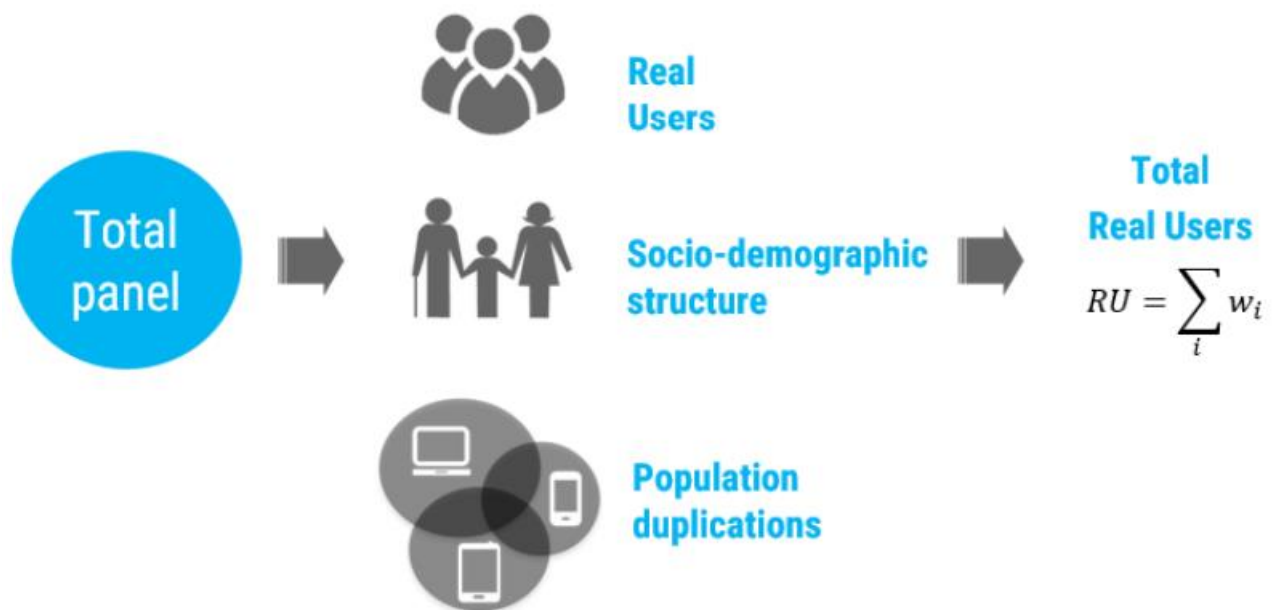 Total
panel
Real
Users
Socio-demographic
structure
Population
duplications
Total
Real Users
RU = ∑ w_i
i